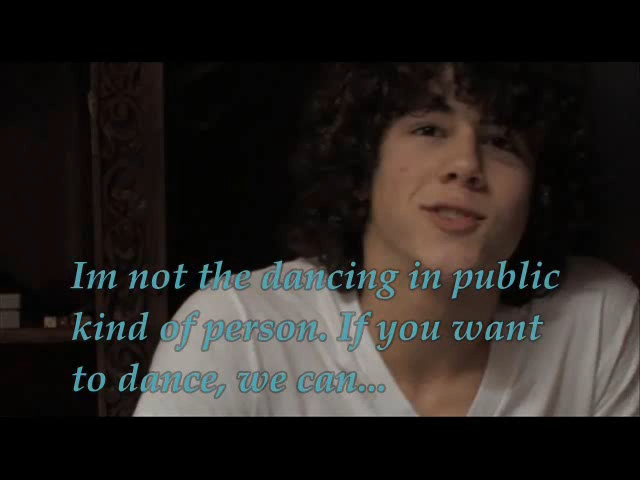 Im not the dancing in public
kind of person. If you want
to dance, we can...